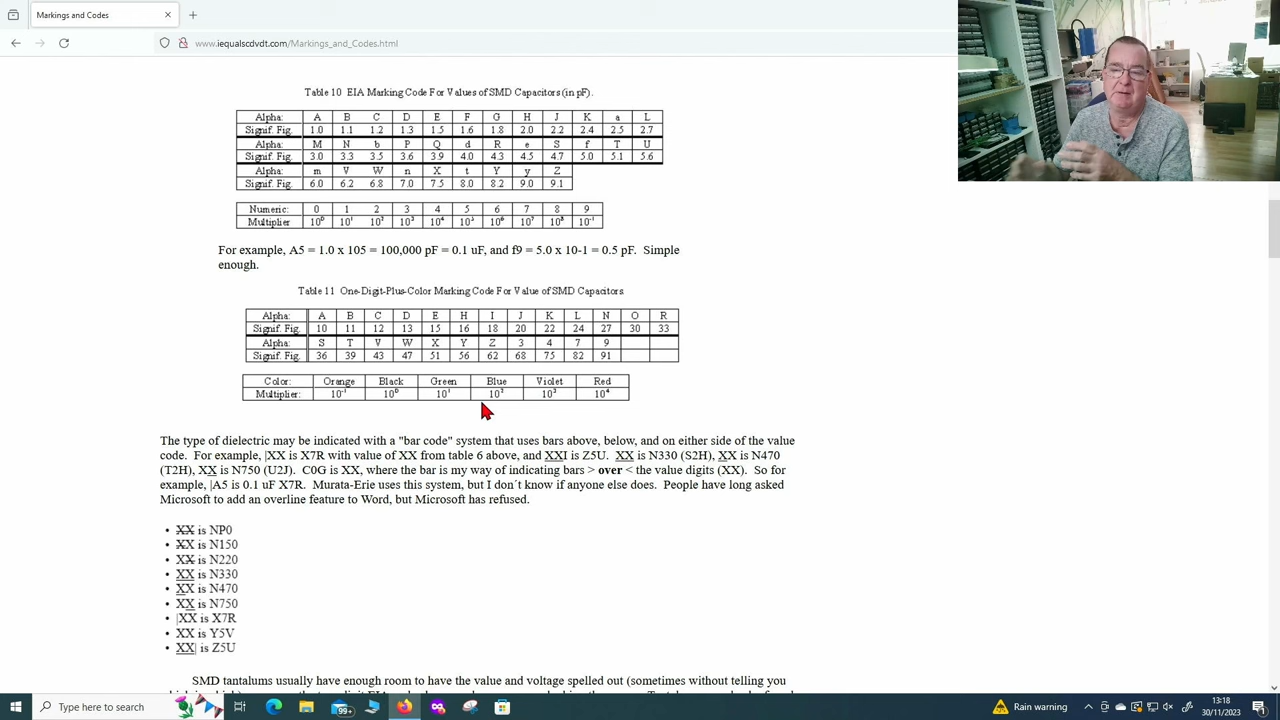 Markings and Codes
www.iequalscdvdt.com/Markingsand_Codes.html
Table 10 EIA Marking Code For Values of SMD Capacitors (in pF).
Alpha: A B C D E F G H J K a L
Signif. Fig. 1.0 1.1 1.2 1.3 1.5 1.6 1.8 2.0 2.2 2.4 2.5 2.7
Alpha: M N b P Q d R e S f T U
Signif. Fig. 3.0 3.3 3.5 3.6 3.9 4.0 4.3 4.5 4.7 5.0 5.1 5.6
Alpha: m V W n X t Y y Z
Signif. Fig. 6.0 6.2 6.8 7.0 7.5 8.0 8.2 9.0 9.1
Numeric: 0 1 2 3 4 5 6 7 8 9
Multiplier 10⁰ 10¹ 10² 10³ 10⁴ 10⁵ 10⁶ 10⁷ 10⁸ 10⁻¹
For example, A5 = 1.0 x 105 = 100,000 pF = 0.1 uF, and f9 = 5.0 x 10-1 = 0.5 pF. Simple
enough.
Table 11 One-Digit-Plus-Color Marking Code For Value of SMD Capacitors.
Alpha: A B C D E H I J K L N O R
Signif. Fig. 10 11 12 13 15 16 18 20 22 24 27 30 33
Alpha: S T V W X Y Z 3 4 7 9
Signif. Fig. 36 39 43 47 51 56 62 68 75 82 91
Color: Orange Black Green Blue Violet Red
Multiplier: 10⁻¹ 10⁰ 10¹ 10² 10³ 10⁴
The type of dielectric may be indicated with a "bar code" system that uses bars above, below, and on either side of the value
code. For example, |XX is X7R with value of XX from table 6 above, and XXI is Z5U. XX is N330 (S2H), XX is N470
(T2H), XX is N750 (U2J). C0G is XX, where the bar is my way of indicating bars > over < the value digits (XX). So for
example, |A5 is 0.1 uF X7R. Murata-Erie uses this system, but I don´t know if anyone else does. People have long asked
Microsoft to add an overline feature to Word, but Microsoft has refused.
• XX is NP0
• XX is N150
• XX is N220
• XX is N330
• XX is N470
• XX is N750
• |XX is X7R
• XX is Y5V
• XX| is Z5U
SMD tantalums usually have enough room to have the value and voltage spelled out (sometimes without telling you
Type here to search
99+
Rain warning
13:18
30/11/2023